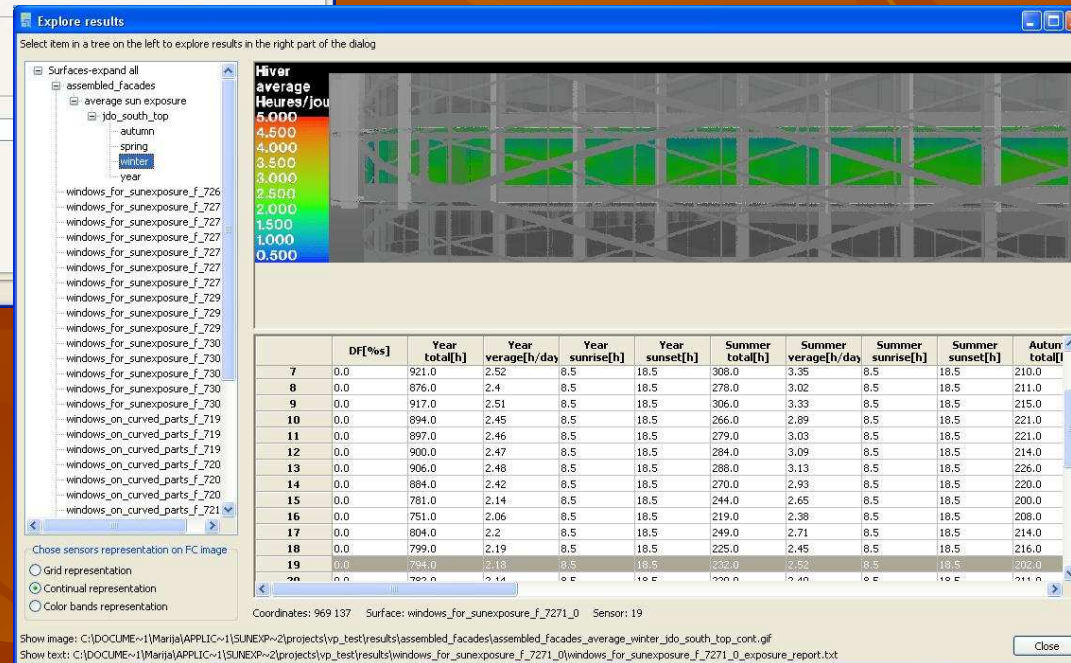 Explore results
Select item in a tree on the left to explore results in the right part of the dialog
Surfaces-expand all
assembled_facades
average sun exposure
jdo_south_top
autumn
spring
winter
year
windows_for_sunexposure_f_726
windows_for_sunexposure_f_727
windows_for_sunexposure_f_727
windows_for_sunexposure_f_727
windows_for_sunexposure_f_727
windows_for_sunexposure_f_727
windows_for_sunexposure_f_727
windows_for_sunexposure_f_729
windows_for_sunexposure_f_729
windows_for_sunexposure_f_729
windows_for_sunexposure_f_730
windows_for_sunexposure_f_730
windows_for_sunexposure_f_730
windows_for_sunexposure_f_730
windows_for_sunexposure_f_730
windows_on_curved_parts_f_719
windows_on_curved_parts_f_719
windows_on_curved_parts_f_719
windows_on_curved_parts_f_720
windows_on_curved_parts_f_720
windows_on_curved_parts_f_720
windows_on_curved_parts_f_721
Chose sensors representation on FC image
Grid representation
Continual representation
Color bands representation
Hiver
average
Heures/jou
5.000
4.500
4.000
3.500
3.000
2.500
2.000
1.500
1.000
0.500
DF[%s] Year total[h] Year verage[h/day Year sunrise[h] Year sunset[h] Summer total[h] Summer verage[h/day Summer sunrise[h] Summer sunset[h] Autum total[
7 0.0 921.0 2.52 8.5 18.5 308.0 3.35 8.5 18.5 210.0
8 0.0 876.0 2.4 8.5 18.5 278.0 3.02 8.5 18.5 211.0
9 0.0 917.0 2.51 8.5 18.5 306.0 3.33 8.5 18.5 215.0
10 0.0 894.0 2.45 8.5 18.5 266.0 2.89 8.5 18.5 221.0
11 0.0 897.0 2.46 8.5 18.5 279.0 3.03 8.5 18.5 221.0
12 0.0 900.0 2.47 8.5 18.5 284.0 3.09 8.5 18.5 214.0
13 0.0 906.0 2.48 8.5 18.5 288.0 3.13 8.5 18.5 226.0
14 0.0 884.0 2.42 8.5 18.5 270.0 2.93 8.5 18.5 220.0
15 0.0 781.0 2.14 8.5 18.5 244.0 2.65 8.5 18.5 200.0
16 0.0 751.0 2.06 8.5 18.5 219.0 2.38 8.5 18.5 208.0
17 0.0 804.0 2.2 8.5 18.5 249.0 2.71 8.5 18.5 214.0
18 0.0 799.0 2.19 8.5 18.5 225.0 2.45 8.5 18.5 216.0
19 0.0 794.0 2.18 8.5 18.5 232.0 2.52 8.5 18.5 202.0
Coordinates: 969 137 Surface: windows_for_sunexposure_f_7271_0 Sensor: 19
Show image: C:\DOCUME~1\Marija\APPLIC~1\SUNEXP~2\projects\vp_test\results\assembled_facades\assembled_facades_average_winter_jdo_south_top_cont.gif
Show text: C:\DOCUME~1\Marija\APPLIC~1\SUNEXP~2\projects\vp_test\results\windows_for_sunexposure_f_7271_0\windows_for_sunexposure_f_7271_0_exposure_report.txt
Close